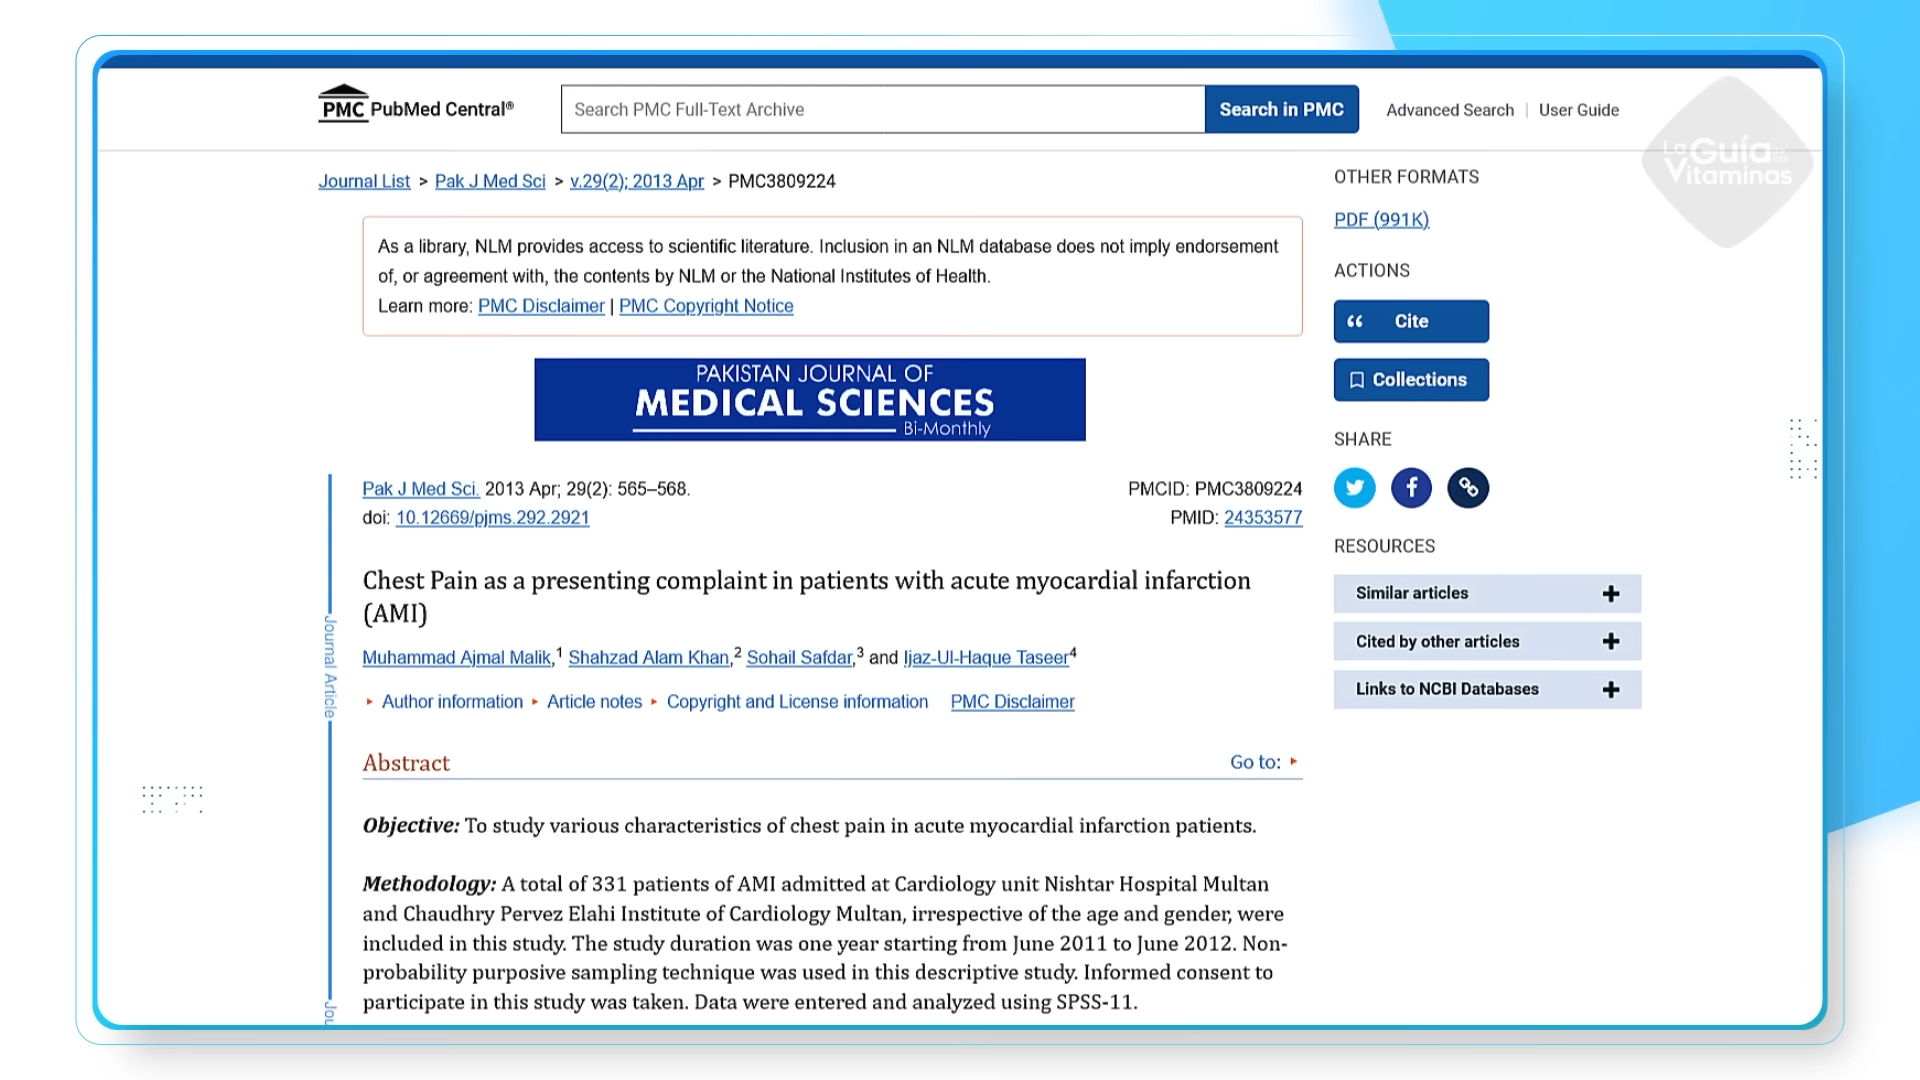 PMC PubMed Central®
Search PMC Full-Text Archive
Search in PMC
Advanced Search | User Guide
La Guía de las
Vitaminas
Journal List > Pak J Med Sci > v.29(2); 2013 Apr > PMC3809224
As a library, NLM provides access to scientific literature. Inclusion in an NLM database does not imply endorsement
of, or agreement with, the contents by NLM or the National Institutes of Health.
Learn more: PMC Disclaimer | PMC Copyright Notice
PAKISTAN JOURNAL OF
MEDICAL SCIENCES
Bi-Monthly
Pak J Med Sci. 2013 Apr; 29(2): 565–568.
doi: 10.12669/pjms.292.2921
PMCID: PMC3809224
PMID: 24353577
Chest Pain as a presenting complaint in patients with acute myocardial infarction
(AMI)
Muhammad Ajmal Malik,1 Shahzad Alam Khan,2 Sohail Safdar,3 and Ijaz-Ul-Haque Taseer4
Author information Article notes Copyright and License information PMC Disclaimer
Journal Article
Abstract
Go to:
Objective: To study various characteristics of chest pain in acute myocardial infarction patients.
Methodology: A total of 331 patients of AMI admitted at Cardiology unit Nishtar Hospital Multan
and Chaudhry Pervez Elahi Institute of Cardiology Multan, irrespective of the age and gender, were
included in this study. The study duration was one year starting from June 2011 to June 2012. Non-
probability purposive sampling technique was used in this descriptive study. Informed consent to
participate in this study was taken. Data were entered and analyzed using SPSS-11.
Jou
OTHER FORMATS
PDF (991K)
ACTIONS
Cite
Collections
SHARE
RESOURCES
Similar articles
Cited by other articles
Links to NCBI Databases